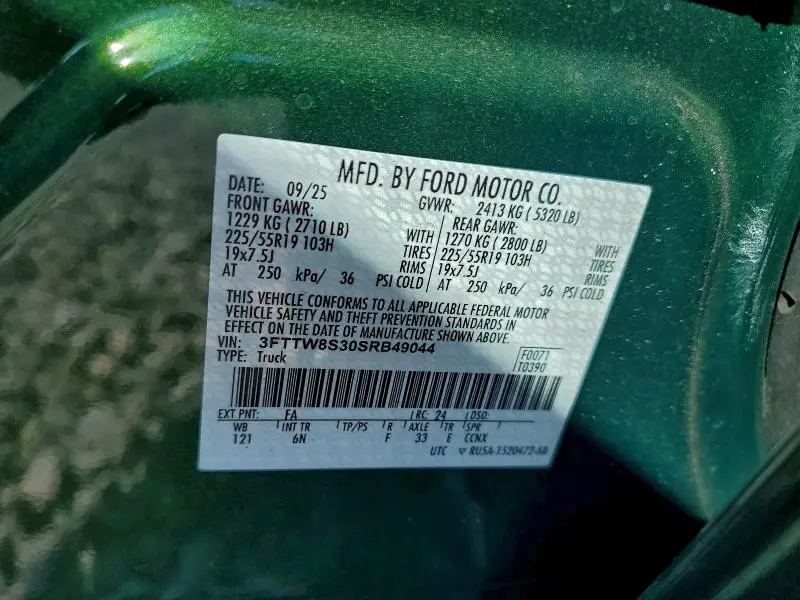 MFD. BY FORD MOTOR CO.
DATE: 09/25 GVWR: 2413 KG ( 5320 LB)
FRONT GAWR: REAR GAWR:
1229 KG ( 2710 LB) WITH 1270 KG ( 2800 LB) WITH
225/55R19 103H TIRES 225/55R19 103H TIRES
19x7.5J RIMS 19x7.5J RIMS
AT 250 kPa/ 36 PSI COLD AT 250 kPa/ 36 PSI COLD
THIS VEHICLE CONFORMS TO ALL APPLICABLE FEDERAL MOTOR
VEHICLE SAFETY AND THEFT PREVENTION STANDARDS IN
EFFECT ON THE DATE OF MANUFACTURE SHOWN ABOVE.
VIN: 3FTTW8S30SRB49044
TYPE: Truck
F0071
T0390
EXT PNT: FA RC: 24 DSO:
WB INT TR TP/PS R AXLE TR SPR
121 6N F 33 E CCNX
UTC